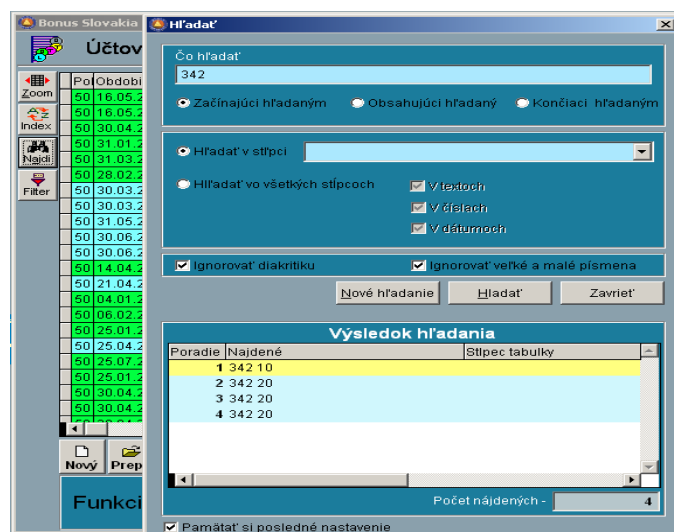 Bonus Slovakia
Hľadať
Účtov
Čo hľadať
342
Začínajúci hľadaným Obsahujúci hľadaný Končiaci hľadaným
Zoom
Index
Najdi
Filter
Pol Obdobi
50 16.05.2
50 16.05.2
50 30.04.2
50 31.01.2
50 31.03.2
50 28.02.2
50 30.03.2
50 30.03.2
50 31.05.2
50 30.06.2
50 30.06.2
50 14.04.2
50 21.04.2
50 04.01.2
50 06.02.2
50 25.01.2
50 25.04.2
50 25.07.2
50 25.01.2
50 30.04.2
50 30.04.2
Hľadať v stľpci
Hlľadať vo všetkých stĺpcoch
V textoch
V číslach
V dátumoch
Ignorovať diakritiku Ignorovať veľké a malé písmena
Nové hľadanie Hladať Zavrieť
Výsledok hľadania
Poradie Najdené Stlpec tabulky
1 342 10
2 342 20
3 342 20
4 342 20
Nový Prep
Funkci
Počet nájdených - 4
Pamätať si posledné nastavenie